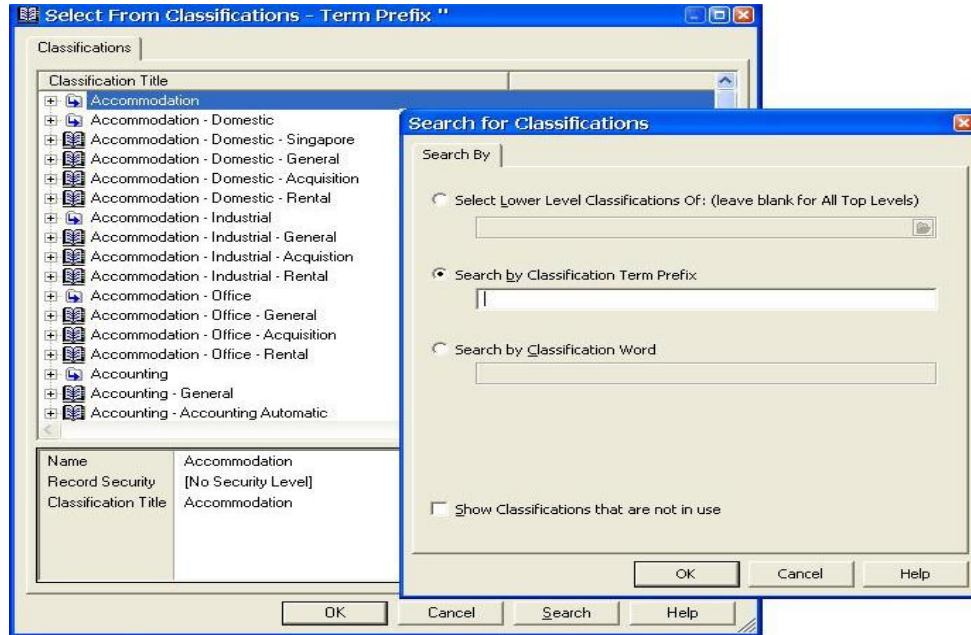 Select From Classifications - Term Prefix ''
Classifications
Classification Title
Accommodation
Accommodation - Domestic
Accommodation - Domestic - Singapore
Accommodation - Domestic - General
Accommodation - Domestic - Acquisition
Accommodation - Domestic - Rental
Accommodation - Industrial
Accommodation - Industrial - General
Accommodation - Industrial - Acquistion
Accommodation - Industrial - Rental
Accommodation - Office
Accommodation - Office - General
Accommodation - Office - Acquisition
Accommodation - Office - Rental
Accounting
Accounting - General
Accounting - Accounting Automatic
Name Accommodation
Record Security [No Security Level]
Classification Title Accommodation
OK Cancel Search Help
Search for Classifications
Search By
Select Lower Level Classifications Of: (leave blank for All Top Levels)
Search by Classification Term Prefix
Search by Classification Word
Show Classifications that are not in use
OK Cancel Help